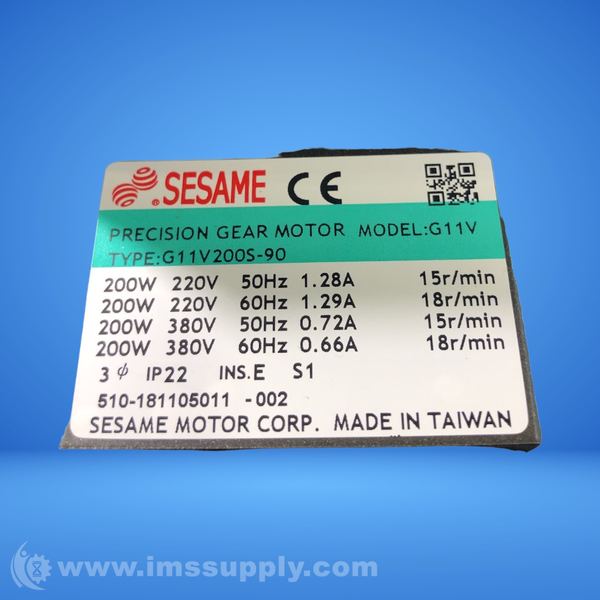 ® SESAME CE
PRECISION GEAR MOTOR MODEL:G11V
TYPE:G11V200S-90
200W 220V 50Hz 1.28A 15r/min
200W 220V 60Hz 1.29A 18r/min
200W 380V 50Hz 0.72A 15r/min
200W 380V 60Hz 0.66A 18r/min
3 ϕ IP22 INS.E S1
510-181105011 -002
SESAME MOTOR CORP. MADE IN TAIWAN
www.imssupply.com